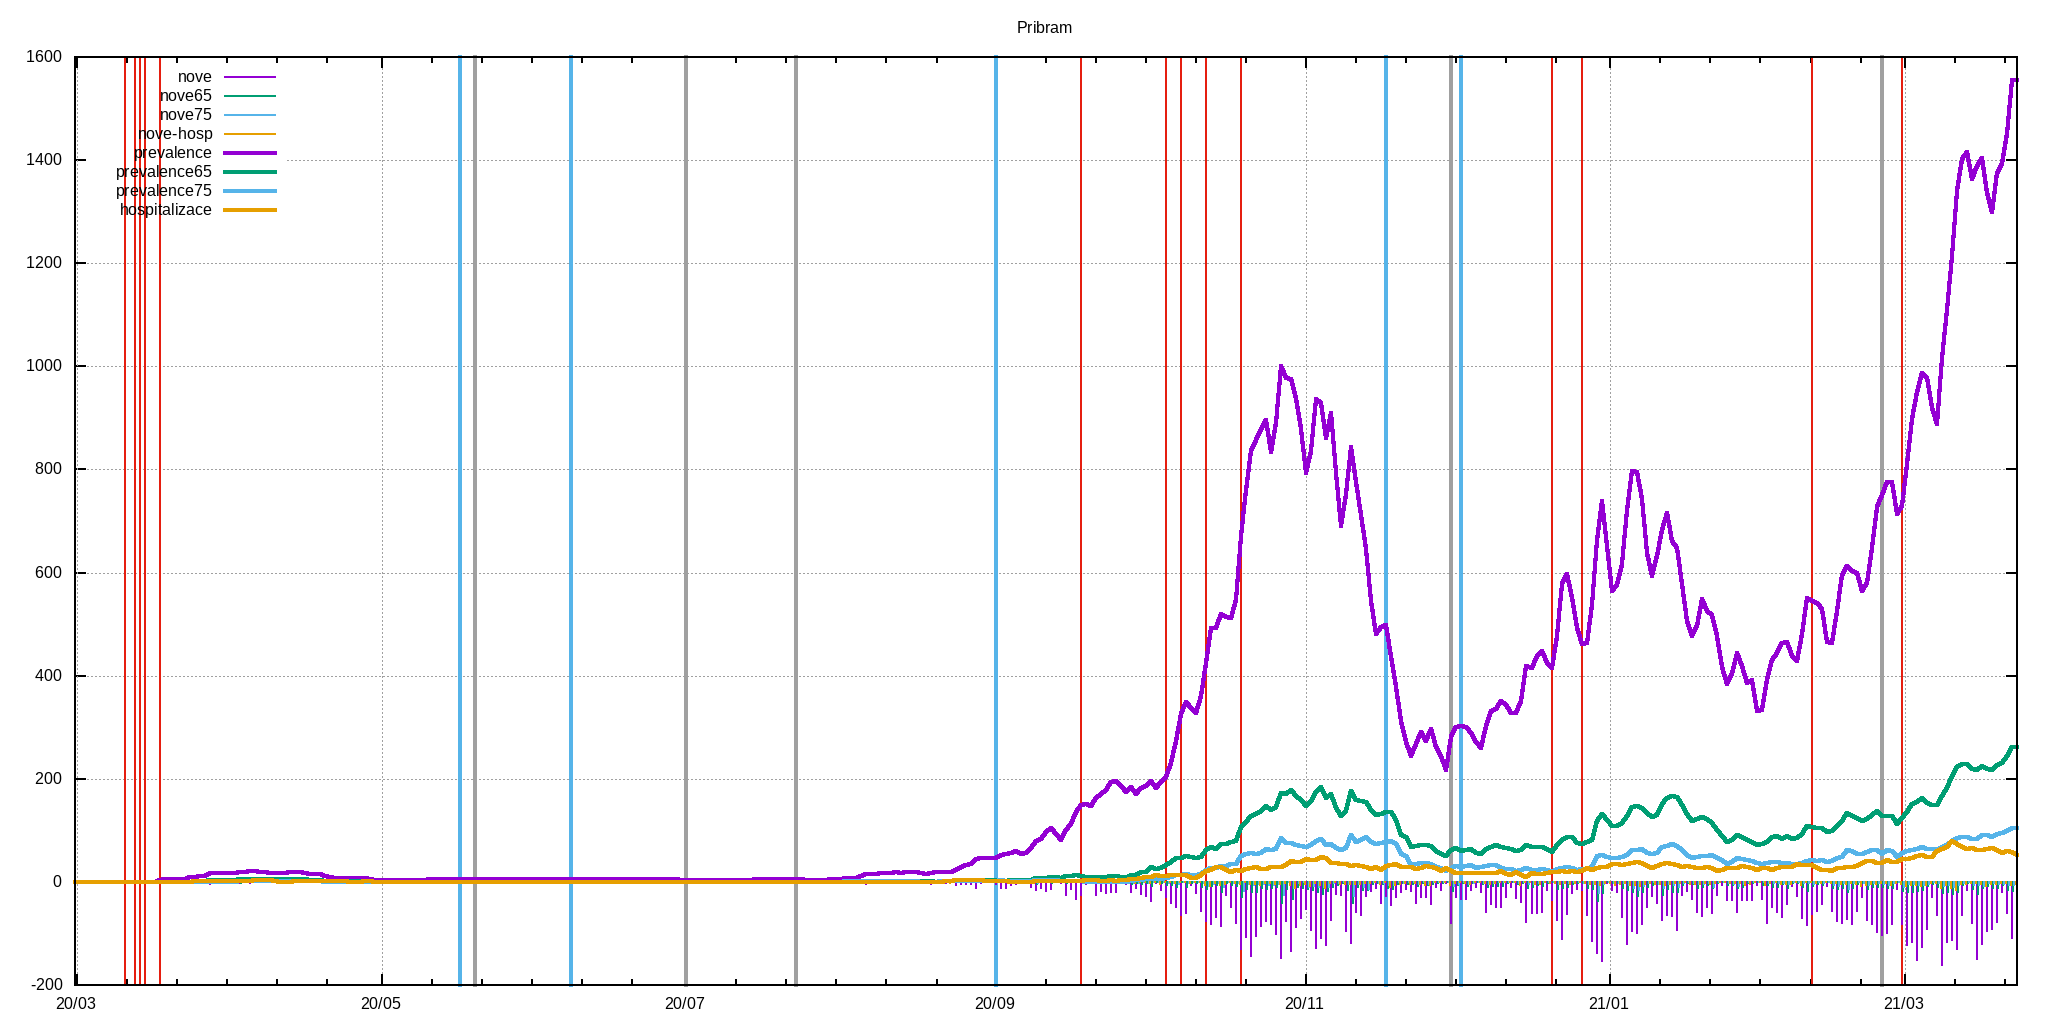 Pribram
1600
1400
1200
1000
800
600
400
200
0
-200
nove
nove65
nove75
nove-hosp
prevalence
prevalence65
prevalence75
hospitalizace
20/03 20/05 20/07 20/09 20/11 21/01 21/03